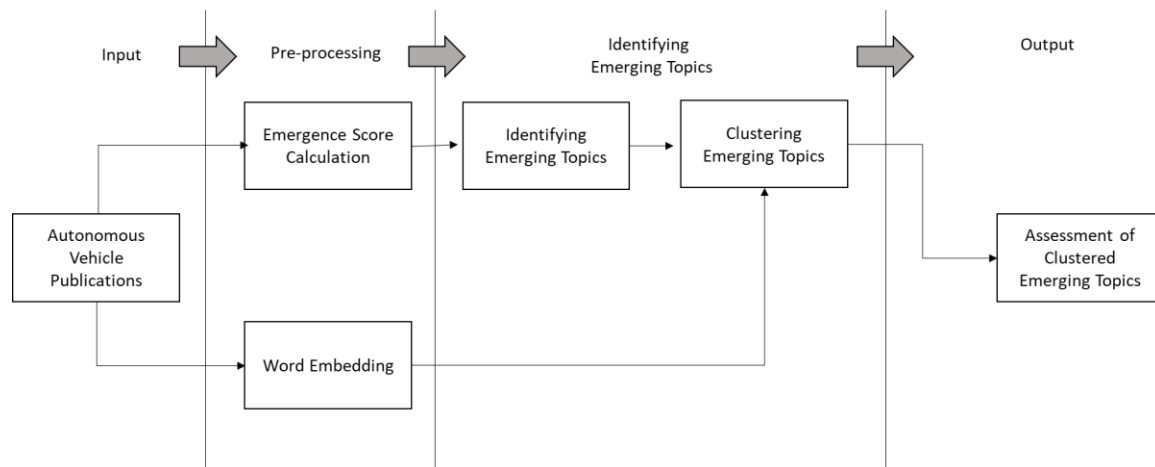 Input
Pre-processing
Identifying
Emerging Topics
Output
Emergence Score
Calculation
Identifying
Emerging Topics
Clustering
Emerging Topics
Autonomous
Vehicle
Publications
Assessment of
Clustered
Emerging Topics
Word Embedding